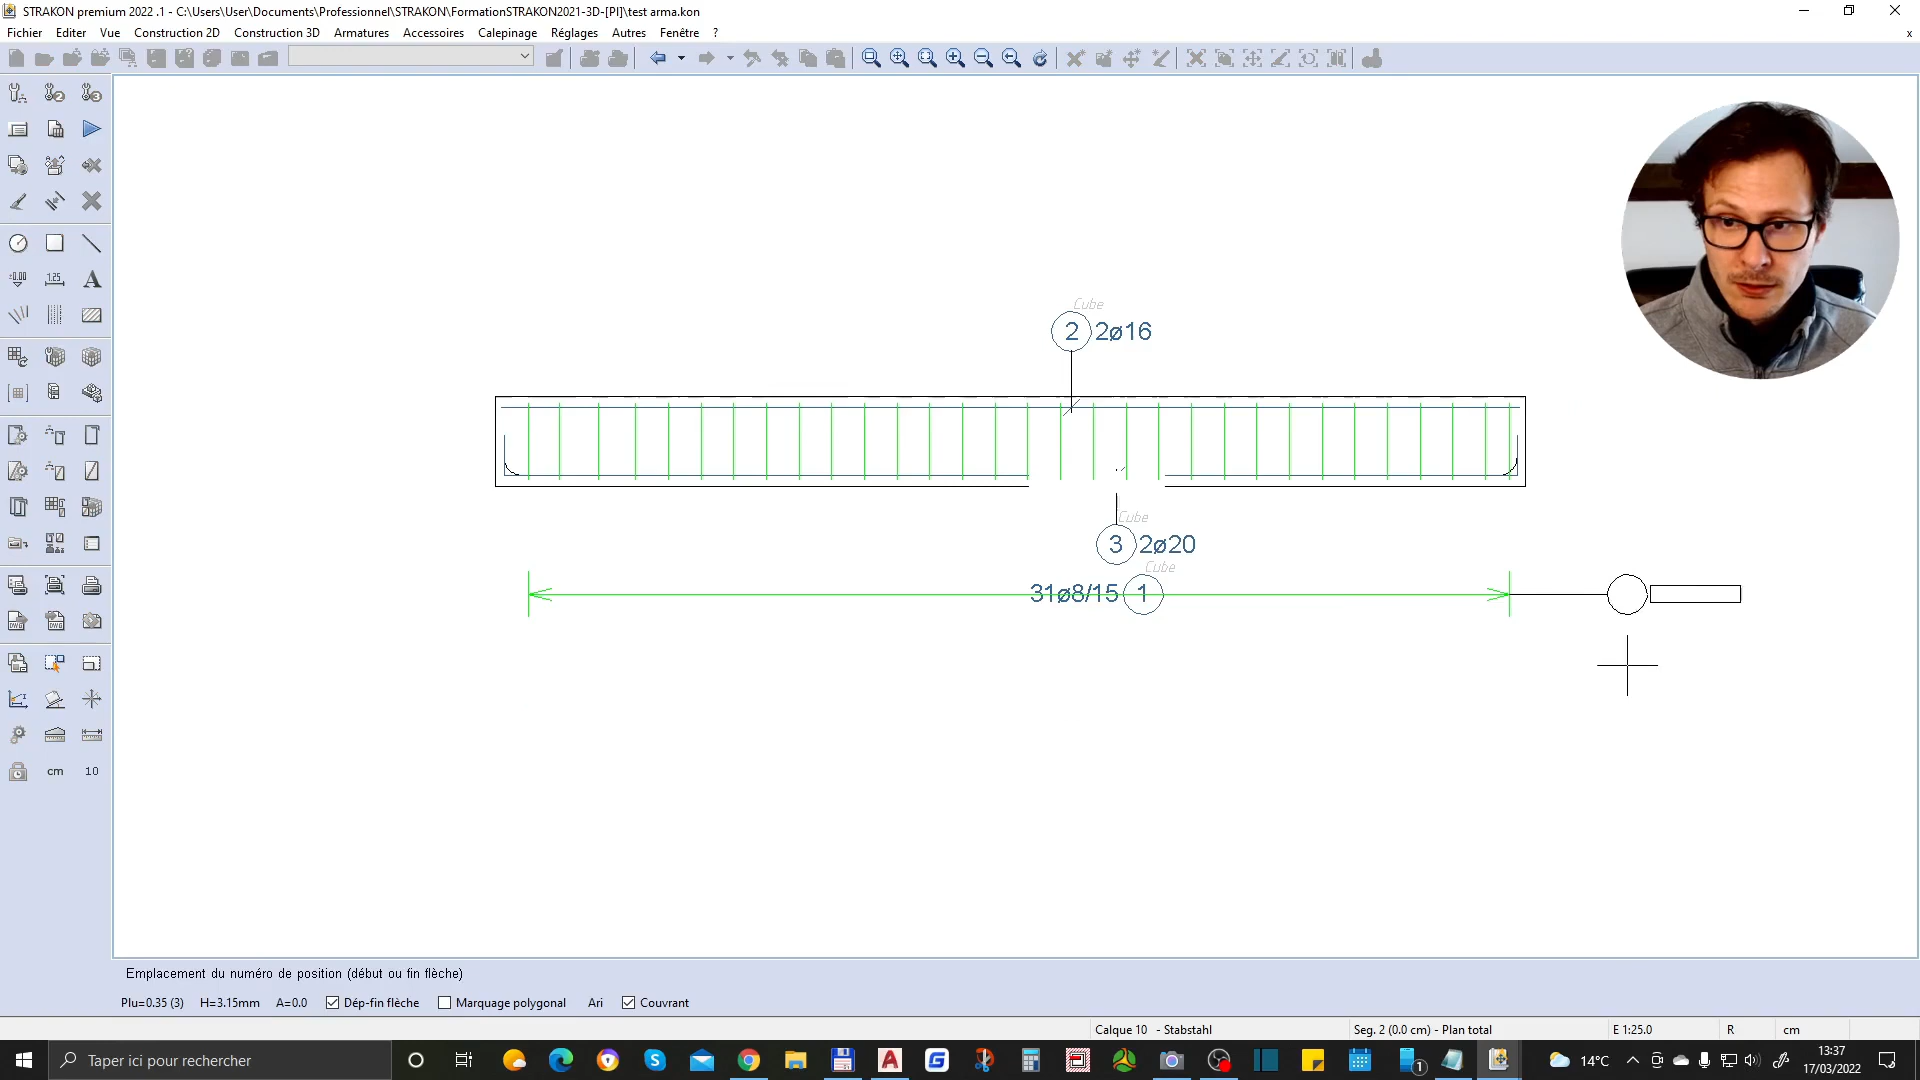 STRAKON premium 2022 .1 - C:\Users\User\Documents\Professionnel\STRAKON\FormationSTRAKON2021-3D-[PI]\test arma.kon
Fichier Editer Vue Construction 2D Construction 3D Armatures Accessoires Calepinage Réglages Autres Fenêtre ? x
Cube
2 2ø16
Cube
3 2ø20
Cube
31ø8/15 1
cm 10
Emplacement du numéro de position (début ou fin flèche)
Plu=0.35 (3) H=3.15mm A=0.0 Dép-fin flèche Marquage polygonal Ari Couvrant
Calque 10 - Stabstahl Seg. 2 (0.0 cm) - Plan total E 1:25.0 R cm
Taper ici pour rechercher 14°C 13:37
17/03/2022